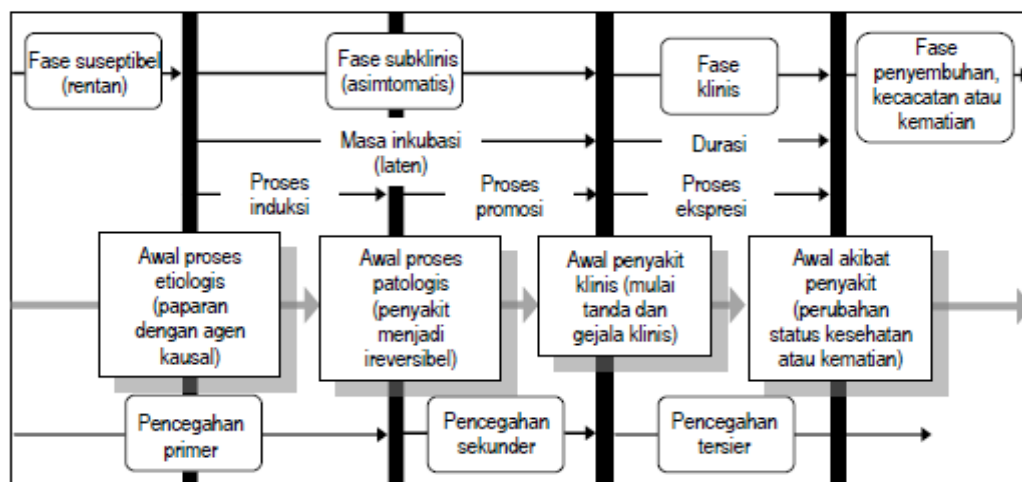 Fase suseptibel
(rentan)
Fase subklinis
(asimtomatis)
Fase
klinis
Fase
penyembuhan,
kecacatan atau
kematian
Masa inkubasi
(laten)
Durasi
Proses
induksi
Proses
promosi
Proses
ekspresi
Awal proses
etiologis
(paparan
dengan agen
kausal)
Awal proses
patologis
(penyakit
menjadi
ireversibel)
Awal penyakit
klinis (mulai
tanda dan
gejala klinis)
Awal akibat
penyakit
(perubahan
status kesehatan
atau kematian)
Pencegahan
primer
Pencegahan
sekunder
Pencegahan
tersier